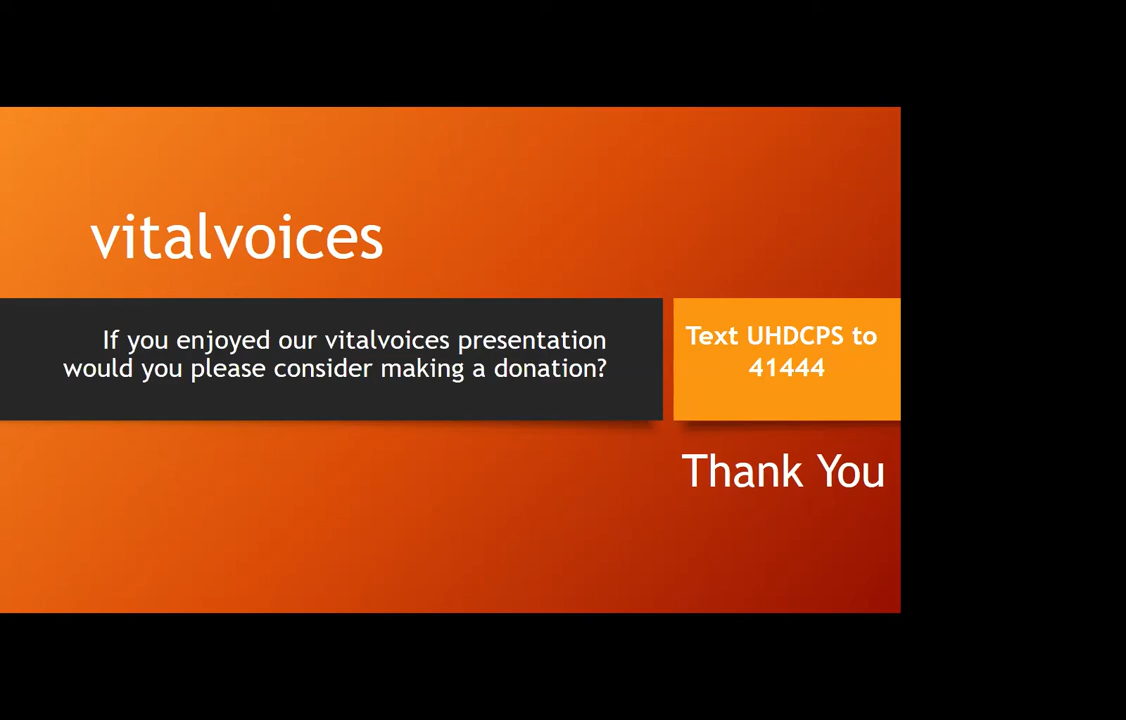 vitalvoices
If you enjoyed our vitalvoices presentation
would you please consider making a donation?
Text UHDCPS to
41444
Thank You